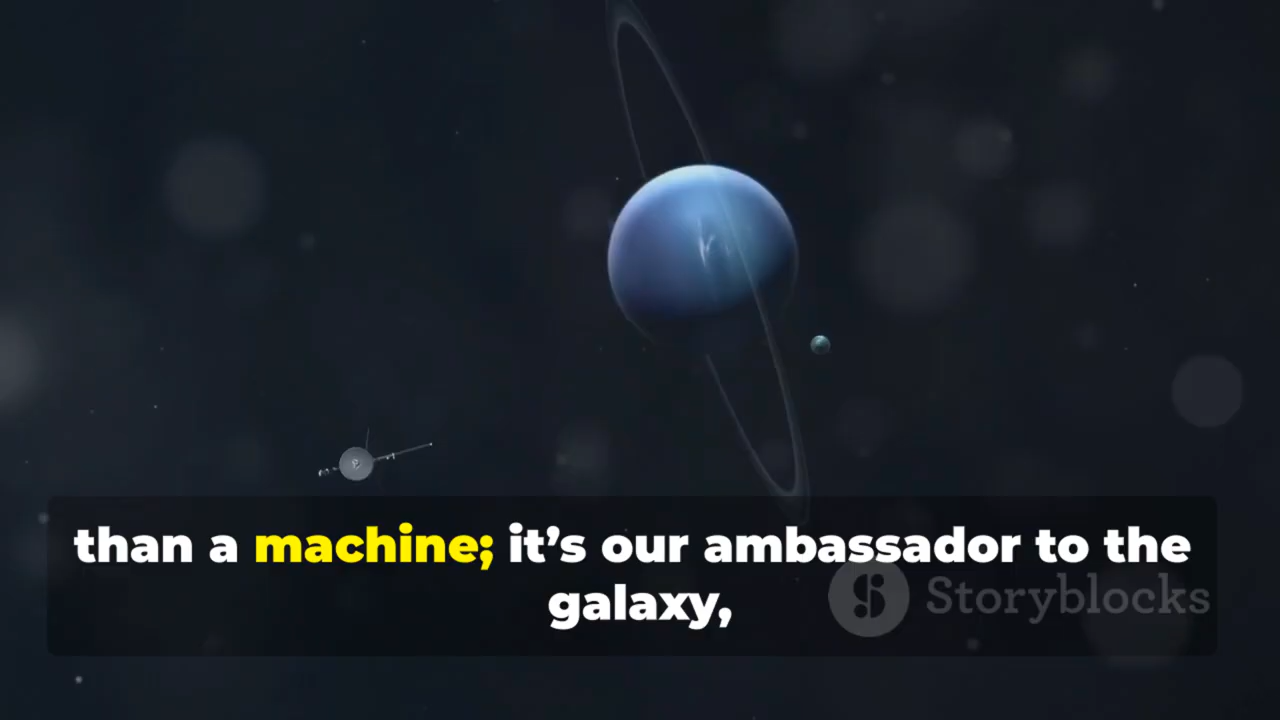 than a machine; it’s our ambassador to the
galaxy,
Storyblocks